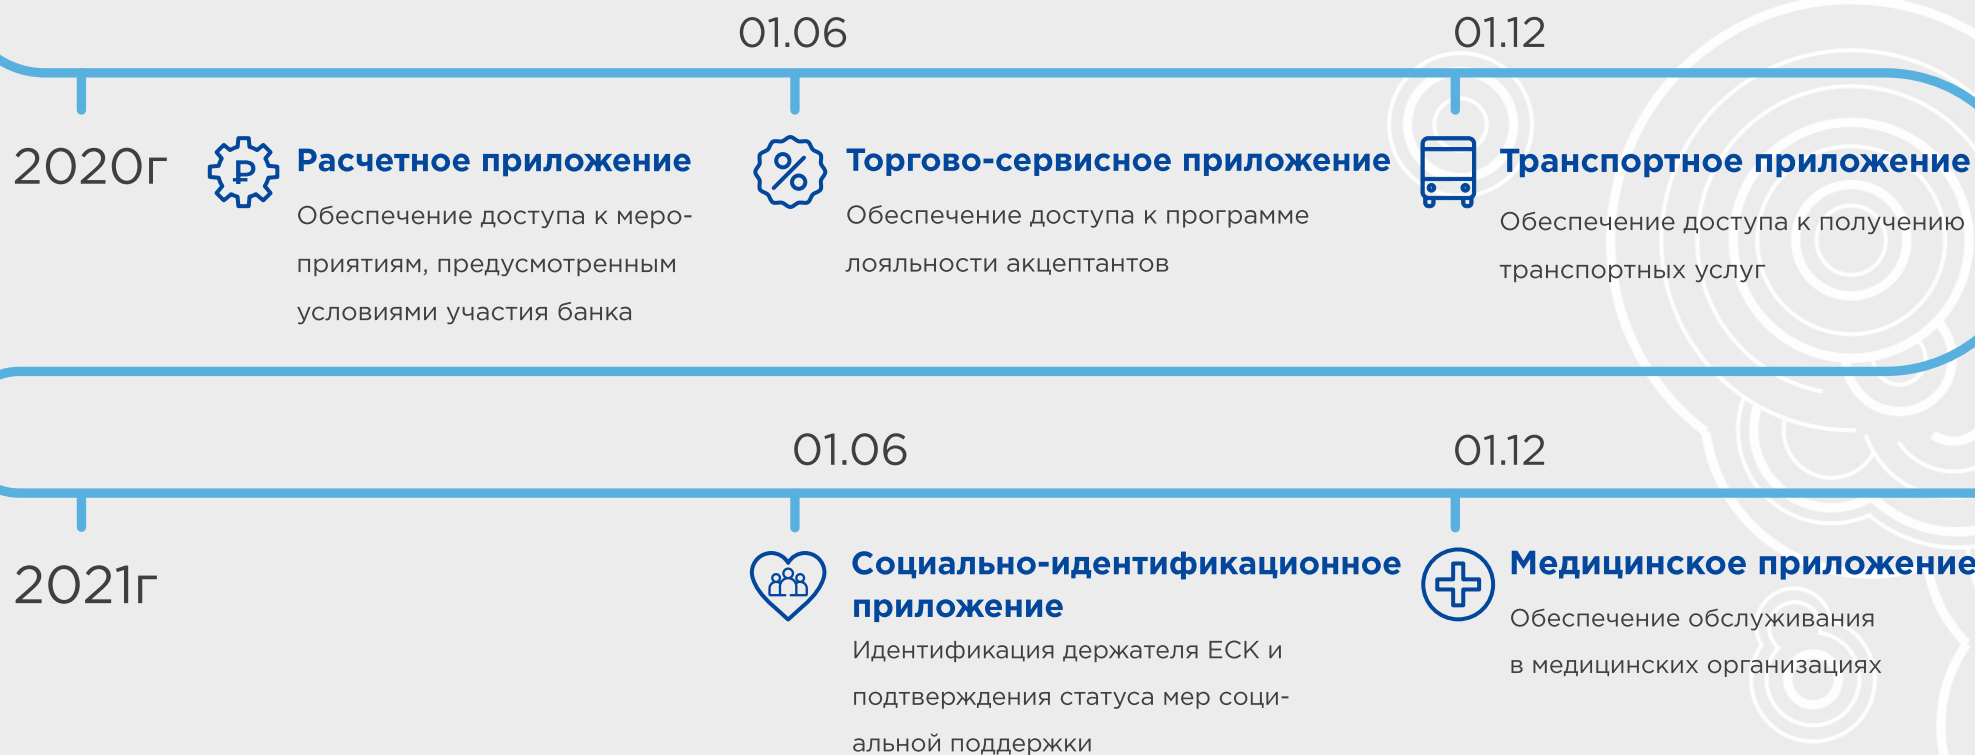 01.06
01.12
2020г
Расчетное приложение
Обеспечение доступа к меро-
приятиям, предусмотренным
условиями участия банка
Торгово-сервисное приложение
Обеспечение доступа к программе
лояльности акцептантов
Транспортное приложение
Обеспечение доступа к получению
транспортных услуг
01.06
01.12
2021г
Социально-идентификационное
приложение
Идентификация держателя ЕСК и
подтверждения статуса мер соци-
альной поддержки
Медицинское приложение
Обеспечение обслуживания
в медицинских организациях